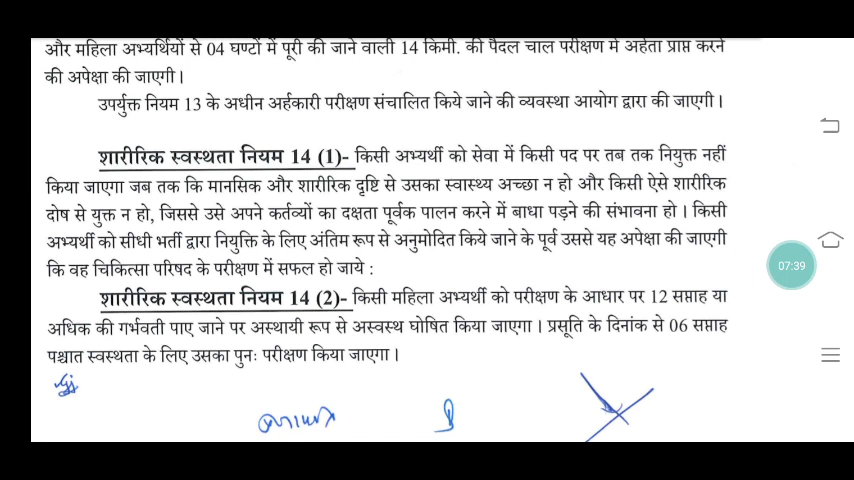 और महिला अभ्यर्थियों से 04 घण्टों में पूरी की जाने वाली 14 किमी. की पैदल चाल परीक्षण में अर्हता प्राप्त करने
की अपेक्षा की जाएगी।
उपर्युक्त नियम 13 के अधीन अर्हकारी परीक्षण संचालित किये जाने की व्यवस्था आयोग द्वारा की जाएगी।
शारीरिक स्वस्थता नियम 14 (1)- किसी अभ्यर्थी को सेवा में किसी पद पर तब तक नियुक्त नहीं
किया जाएगा जब तक कि मानसिक और शारीरिक दृष्टि से उसका स्वास्थ्य अच्छा न हो और किसी ऐसे शारीरिक
दोष से युक्त न हो, जिससे उसे अपने कर्तव्यों का दक्षता पूर्वक पालन करने में बाधा पड़ने की संभावना हो। किसी
अभ्यर्थी को सीधी भर्ती द्वारा नियुक्ति के लिए अंतिम रूप से अनुमोदित किये जाने के पूर्व उससे यह अपेक्षा की जाएगी
कि वह चिकित्सा परिषद के परीक्षण में सफल हो जाये :
शारीरिक स्वस्थता नियम 14 (2)- किसी महिला अभ्यर्थी को परीक्षण के आधार पर 12 सप्ताह या
अधिक की गर्भवती पाए जाने पर अस्थायी रूप से अस्वस्थ घोषित किया जाएगा। प्रसूति के दिनांक से 06 सप्ताह
पश्चात स्वस्थता के लिए उसका पुनः परीक्षण किया जाएगा।
07:39